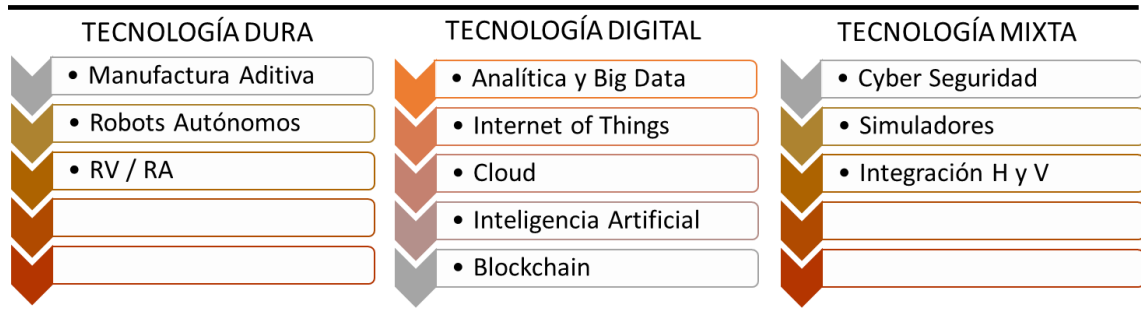 TECNOLOGÍA DURA
• Manufactura Aditiva
• Robots Autónomos
• RV / RA
TECNOLOGÍA DIGITAL
• Analítica y Big Data
• Internet of Things
• Cloud
• Inteligencia Artificial
• Blockchain
TECNOLOGÍA MIXTA
• Cyber Seguridad
• Simuladores
• Integración H y V